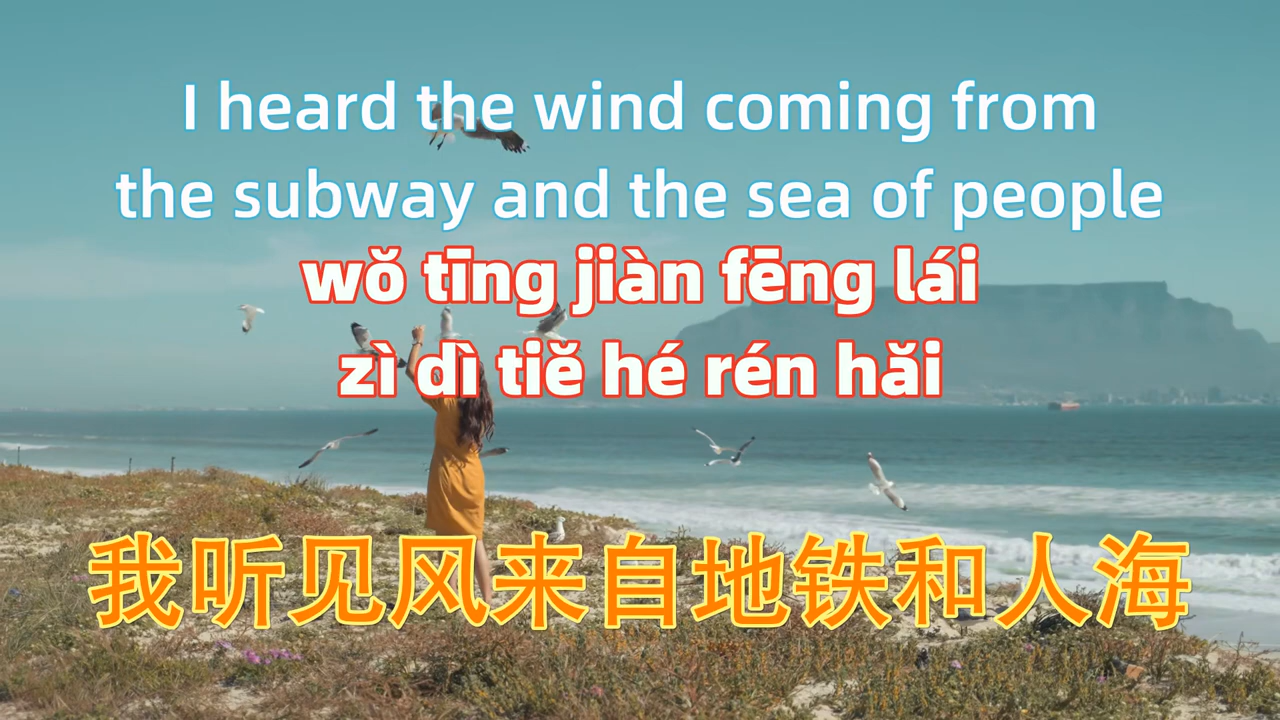 I heard the wind coming from
the subway and the sea of people
wǒ tīng jiàn fēng lái
zì dì tiě hé rén hǎi
我听见风来自地铁和人海